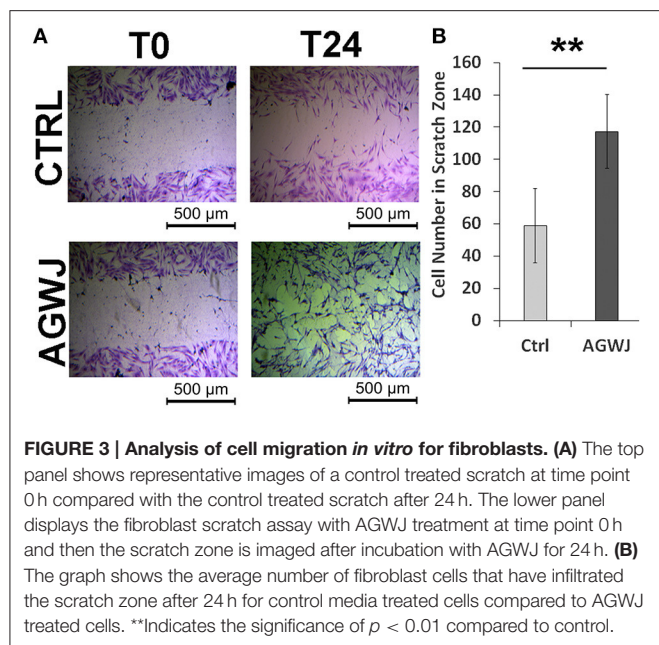 A
T0 T24
CTRL
500 µm 500 µm
AGWJ
500 µm 500 µm
B
**
Cell Number in Scratch Zone
160
140
120
100
80
60
40
20
0
Ctrl AGWJ
FIGURE 3 | Analysis of cell migration in vitro for fibroblasts. (A) The top
panel shows representative images of a control treated scratch at time point
0 h compared with the control treated scratch after 24 h. The lower panel
displays the fibroblast scratch assay with AGWJ treatment at time point 0 h
and then the scratch zone is imaged after incubation with AGWJ for 24 h. (B)
The graph shows the average number of fibroblast cells that have infiltrated
the scratch zone after 24 h for control media treated cells compared to AGWJ
treated cells. **Indicates the significance of p < 0.01 compared to control.